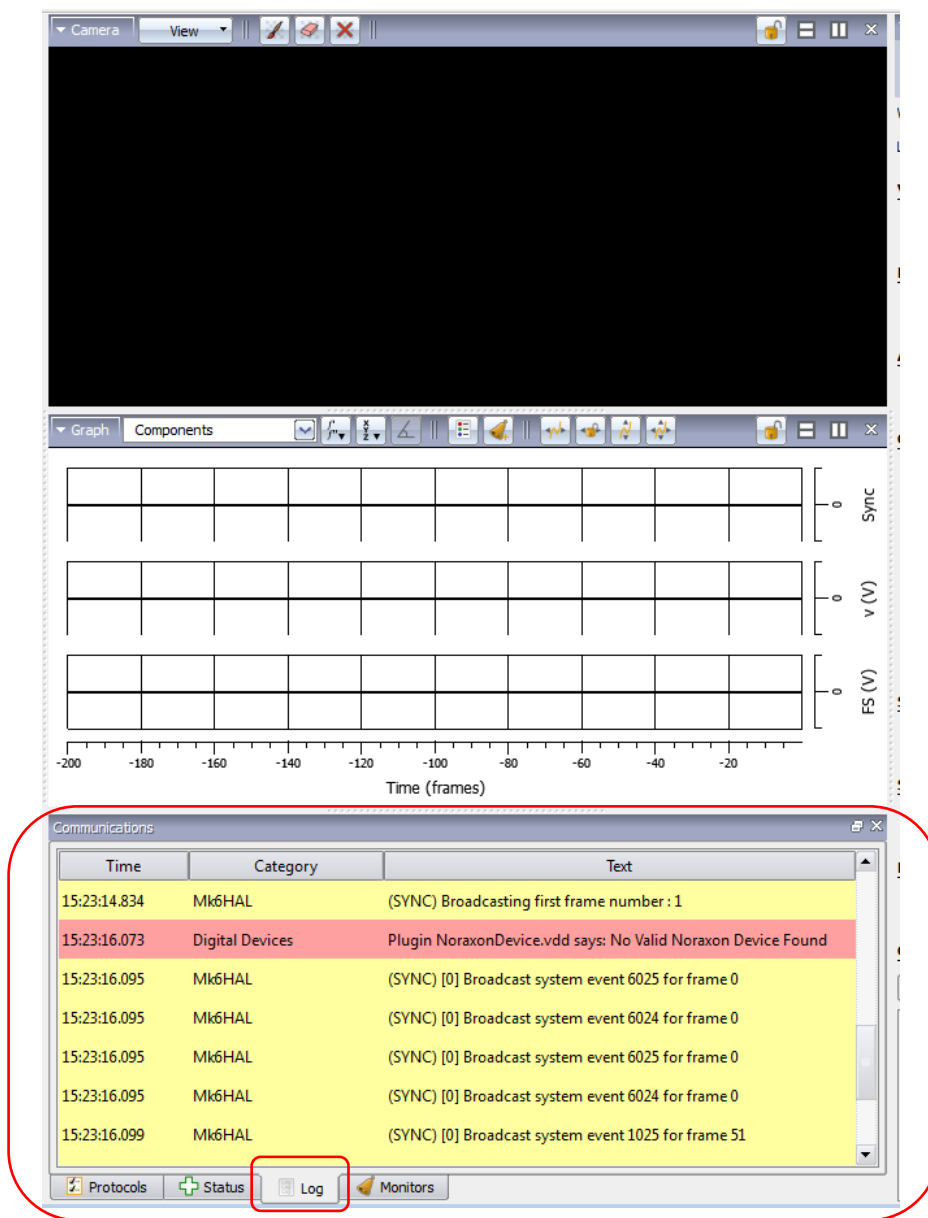 Camera View
Graph Components
Sync
0
v (V)
0
FS (V)
0
-200 -180 -160 -140 -120 -100 -80 -60 -40 -20
Time (frames)
Communications
Time Category Text
15:23:14.834 Mk6HAL (SYNC) Broadcasting first frame number : 1
15:23:16.073 Digital Devices Plugin NoraxonDevice.vdd says: No Valid Noraxon Device Found
15:23:16.095 Mk6HAL (SYNC) [0] Broadcast system event 6025 for frame 0
15:23:16.095 Mk6HAL (SYNC) [0] Broadcast system event 6024 for frame 0
15:23:16.095 Mk6HAL (SYNC) [0] Broadcast system event 6025 for frame 0
15:23:16.095 Mk6HAL (SYNC) [0] Broadcast system event 6024 for frame 0
15:23:16.099 Mk6HAL (SYNC) [0] Broadcast system event 1025 for frame 51
Protocols Status Log Monitors